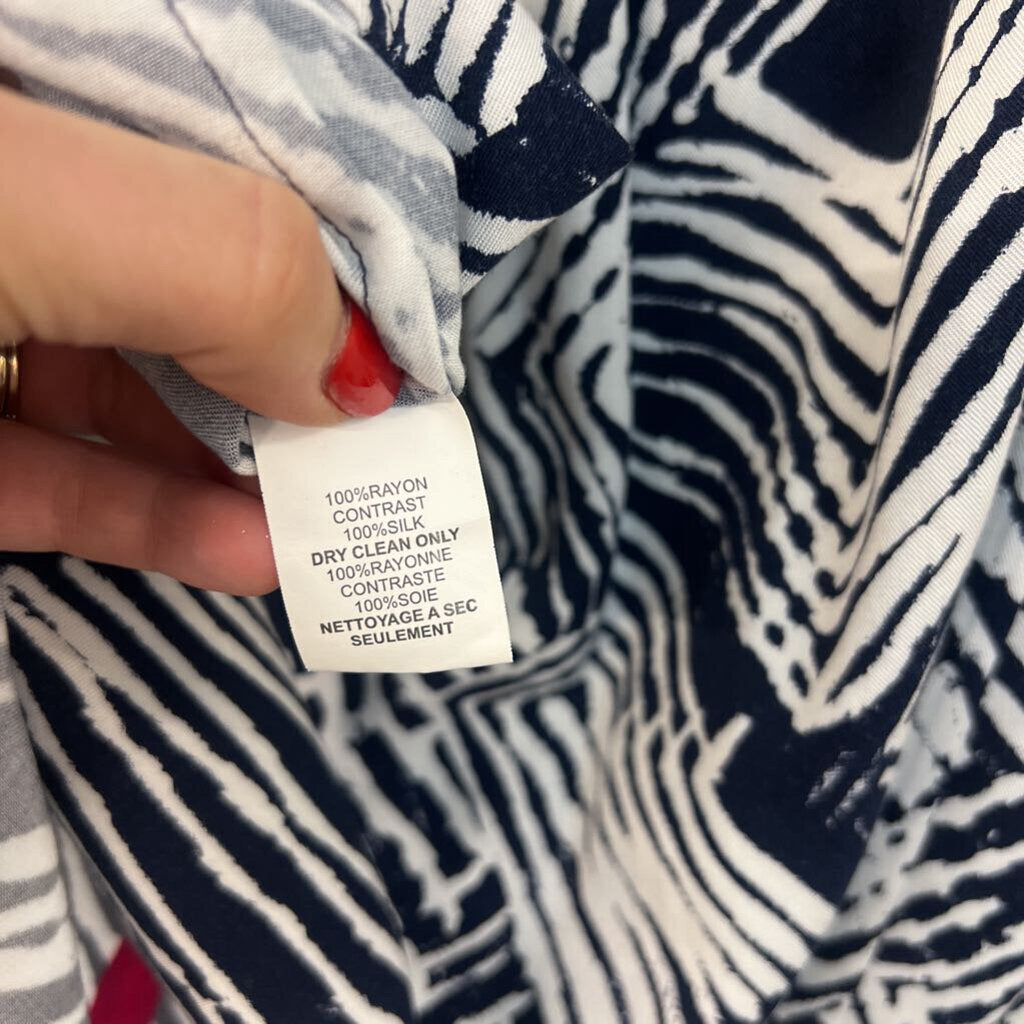 100%RAYON
CONTRAST
100%SILK
DRY CLEAN ONLY
100%RAYONNE
CONTRASTE
100%SOIE
NETTOYAGE A SEC
SEULEMENT